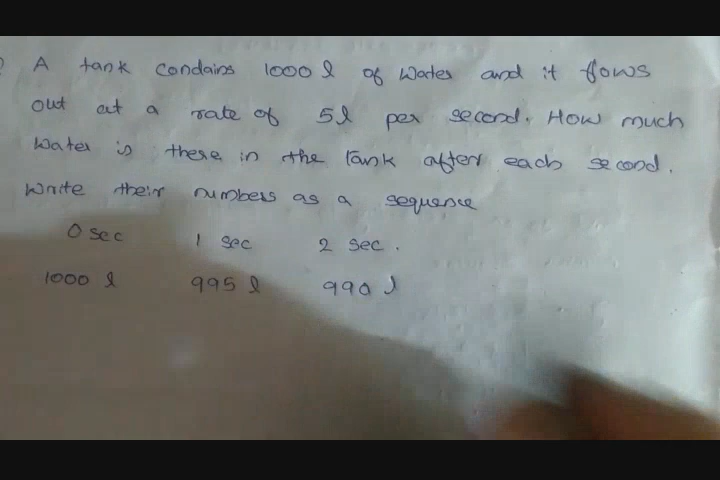 ? A tank condains 1000 l of water and it flows
out at a rate of 5l per second. How much
Water is there in the Tank after each second.
Write their numbers as a sequence
0 sec 1 sec 2 sec.
1000 l 995 l 990 l